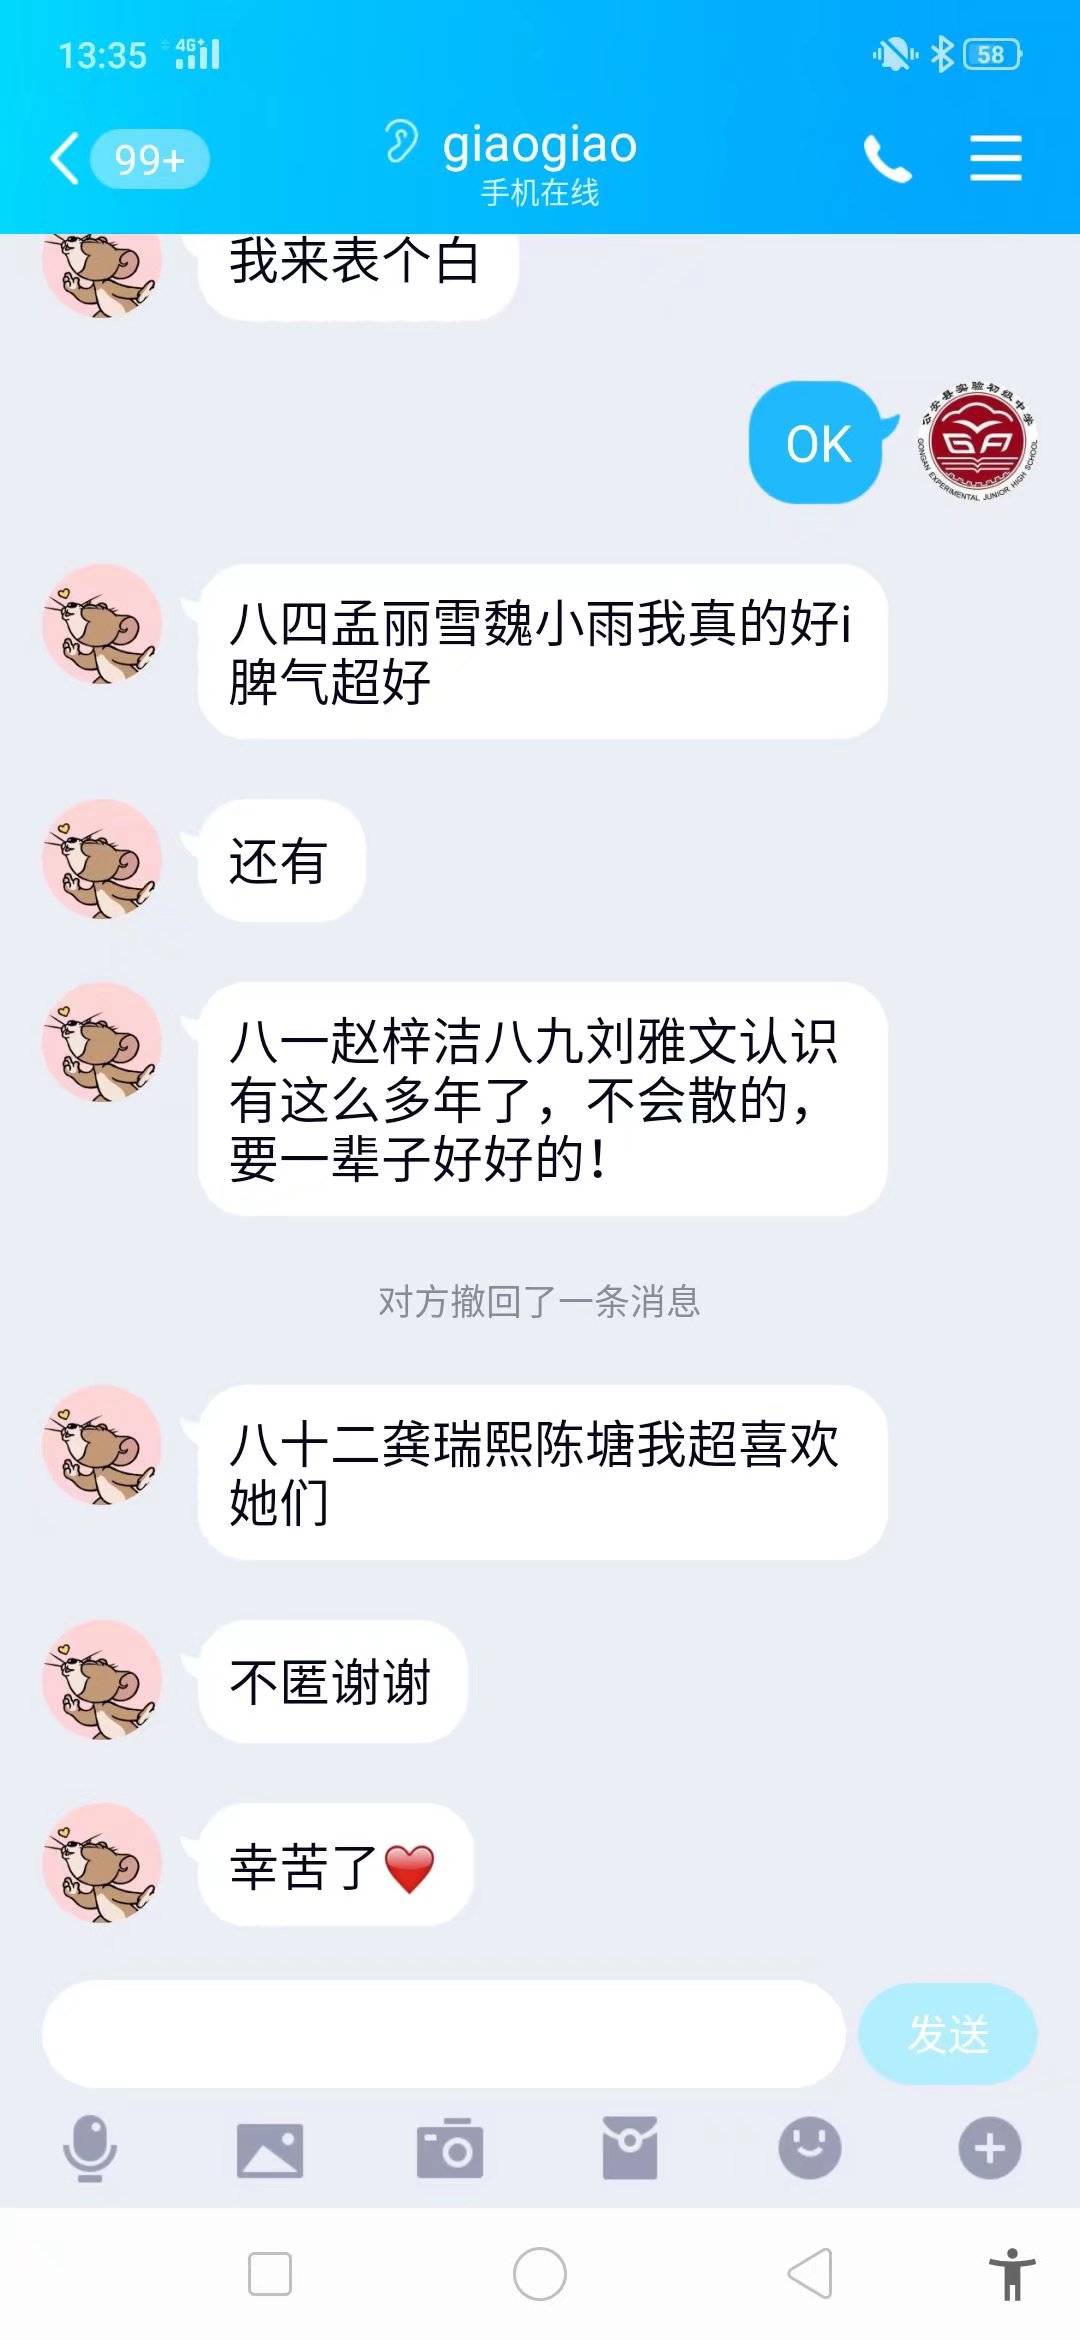 13:35 4G+ 58
99+ giaogiao
手机在线
我来表个白
OK
公安县实验初级中学
GA
GONGAN EXPERIMENTAL JUNIOR HIGH SCHOOL
八四孟丽雪魏小雨我真的好i
脾气超好
还有
八一赵梓洁八九刘雅文认识
有这么多年了，不会散的，
要一辈子好好的！
对方撤回了一条消息
八十二龚瑞熙陈塘我超喜欢
她们
不匿谢谢
幸苦了❤️
发送